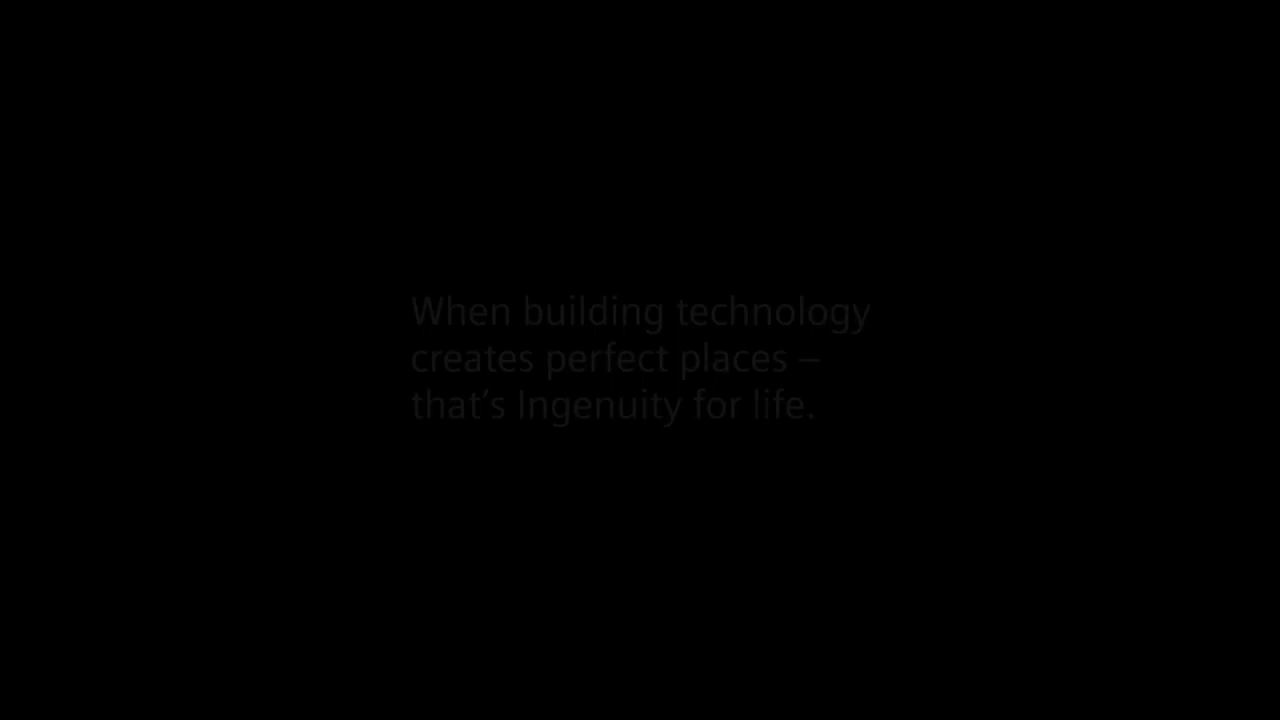 When building technology
creates perfect places –
that’s Ingenuity for life.